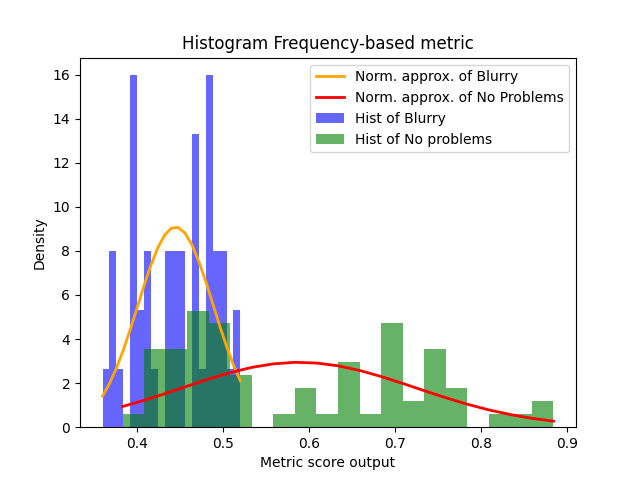 Histogram Frequency-based metric
Norm. approx. of Blurry
Norm. approx. of No Problems
Hist of Blurry
Hist of No problems
Density
16
14
12
10
8
6
4
2
0
0.4 0.5 0.6 0.7 0.8 0.9
Metric score output